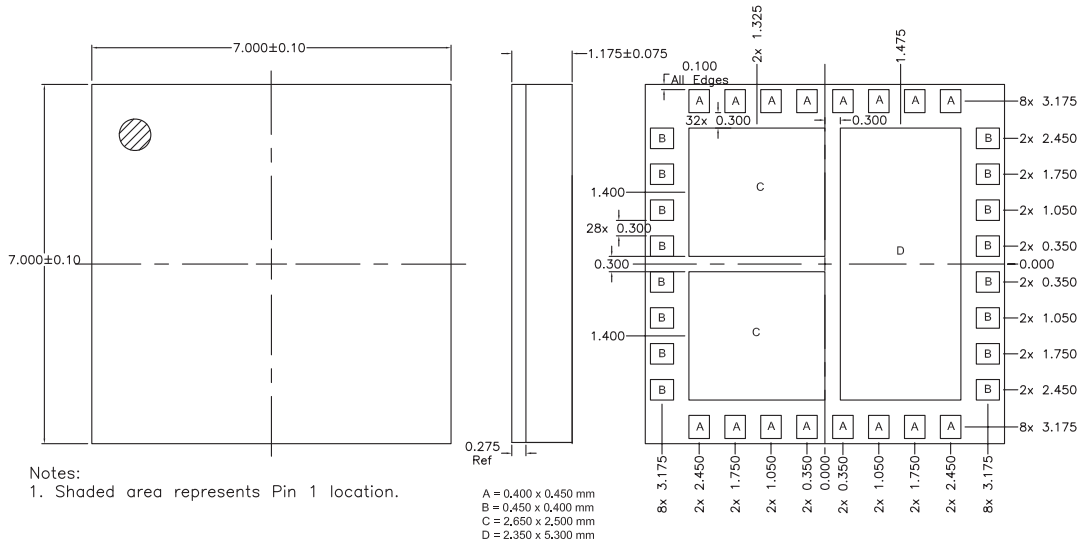 7.000±0.10
7.000±0.10
1.175±0.075
0.275
Ref
0.100
All Edges
2x 1.325
1.475
32x 0.300
0.300
A A A A A A A A
8x 3.175
B
B
2x 2.450
B
B
2x 1.750
B
B
2x 1.050
B
B
2x 0.350
0.000
B
B
2x 0.350
B
B
2x 1.050
B
B
2x 1.750
B
B
2x 2.450
A A A A A A A A
8x 3.175
C
C
D
1.400
28x 0.300
0.300
1.400
8x 3.175
2x 2.450
2x 1.750
2x 1.050
2x 0.350
0.000
2x 0.350
2x 1.050
2x 1.750
2x 2.450
8x 3.175
Notes:
1. Shaded area represents Pin 1 location.
A = 0.400 x 0.450 mm
B = 0.450 x 0.400 mm
C = 2.650 x 2.500 mm
D = 2.350 x 5.300 mm